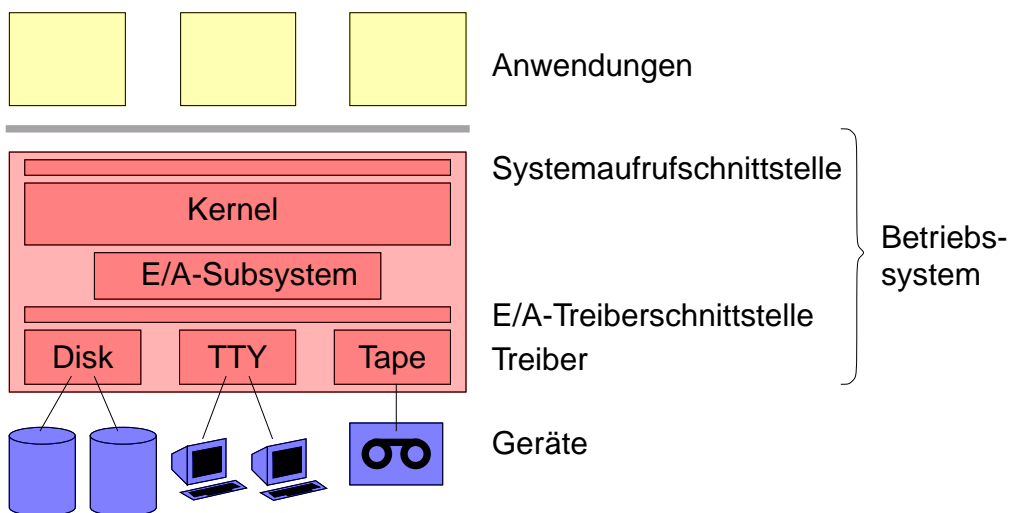 Anwendungen
Systemaufrufschnittstelle
Kernel
Betriebs-
system
E/A-Subsystem
E/A-Treiberschnittstelle
Disk
TTY
Tape
Treiber
Geräte